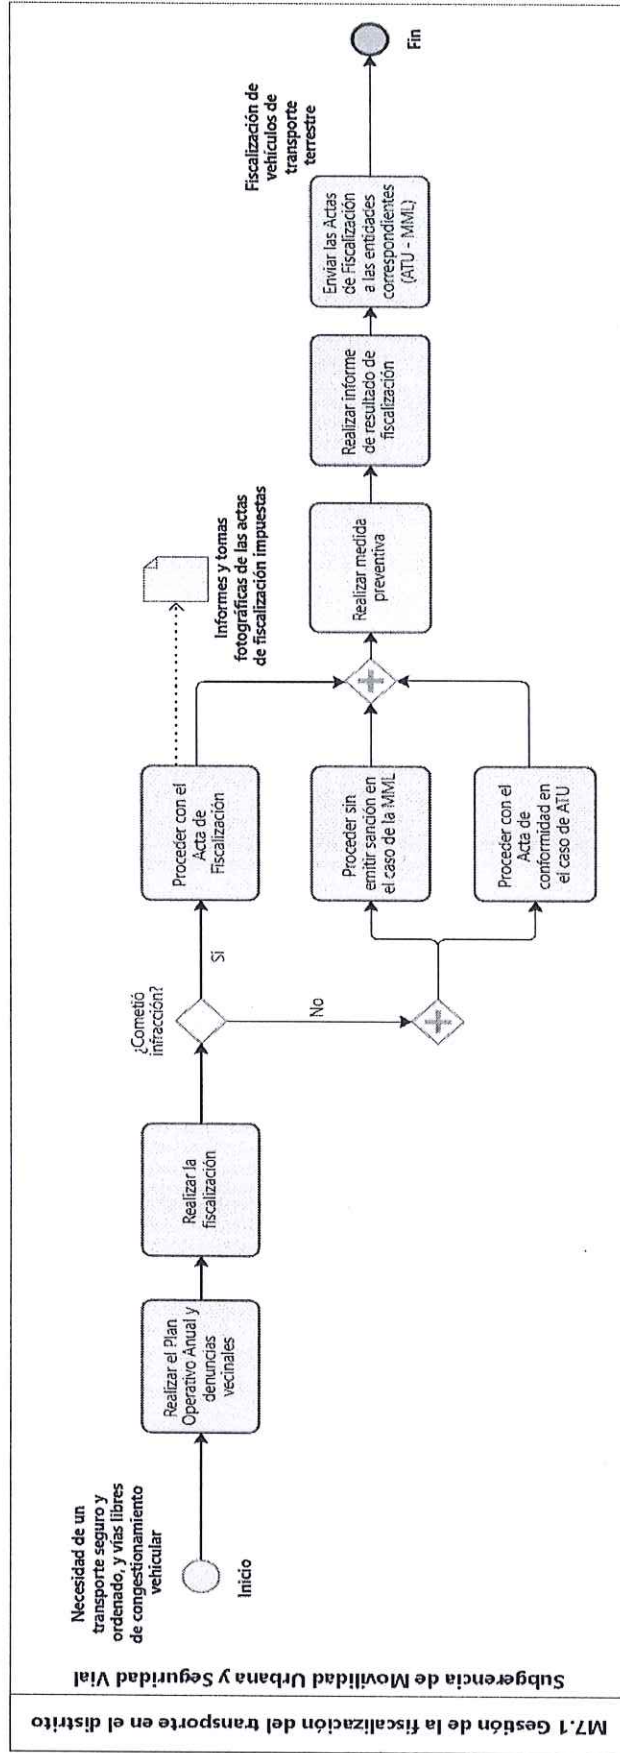 M7.1 Gestión de la fiscalización del transporte en el distrito
Subgerencia de Movilidad Urbana y Seguridad Vial
Necesidad de un
transporte seguro y
ordenado, y vías libres
de congestionamiento
vehicular
Inicio
Realizar el Plan
Operativo Anual y
denuncias
vecinales
Realizar la
fiscalización
¿Cometió
infracción?
Si
No
Proceder con el
Acta de
Fiscalización
Informes y tomas
fotográficas de las actas
de fiscalización impuestas
Proceder sin
emitir sanción en
el caso de la MML
Proceder con el
Acta de
conformidad en
el caso de ATU
Realizar medida
preventiva
Realizar informe
de resultado de
fiscalización
Enviar las Actas
de Fiscalización
a las entidades
correspondientes
(ATU - MML)
Fiscalización de
vehículos de
transporte
terrestre
Fin